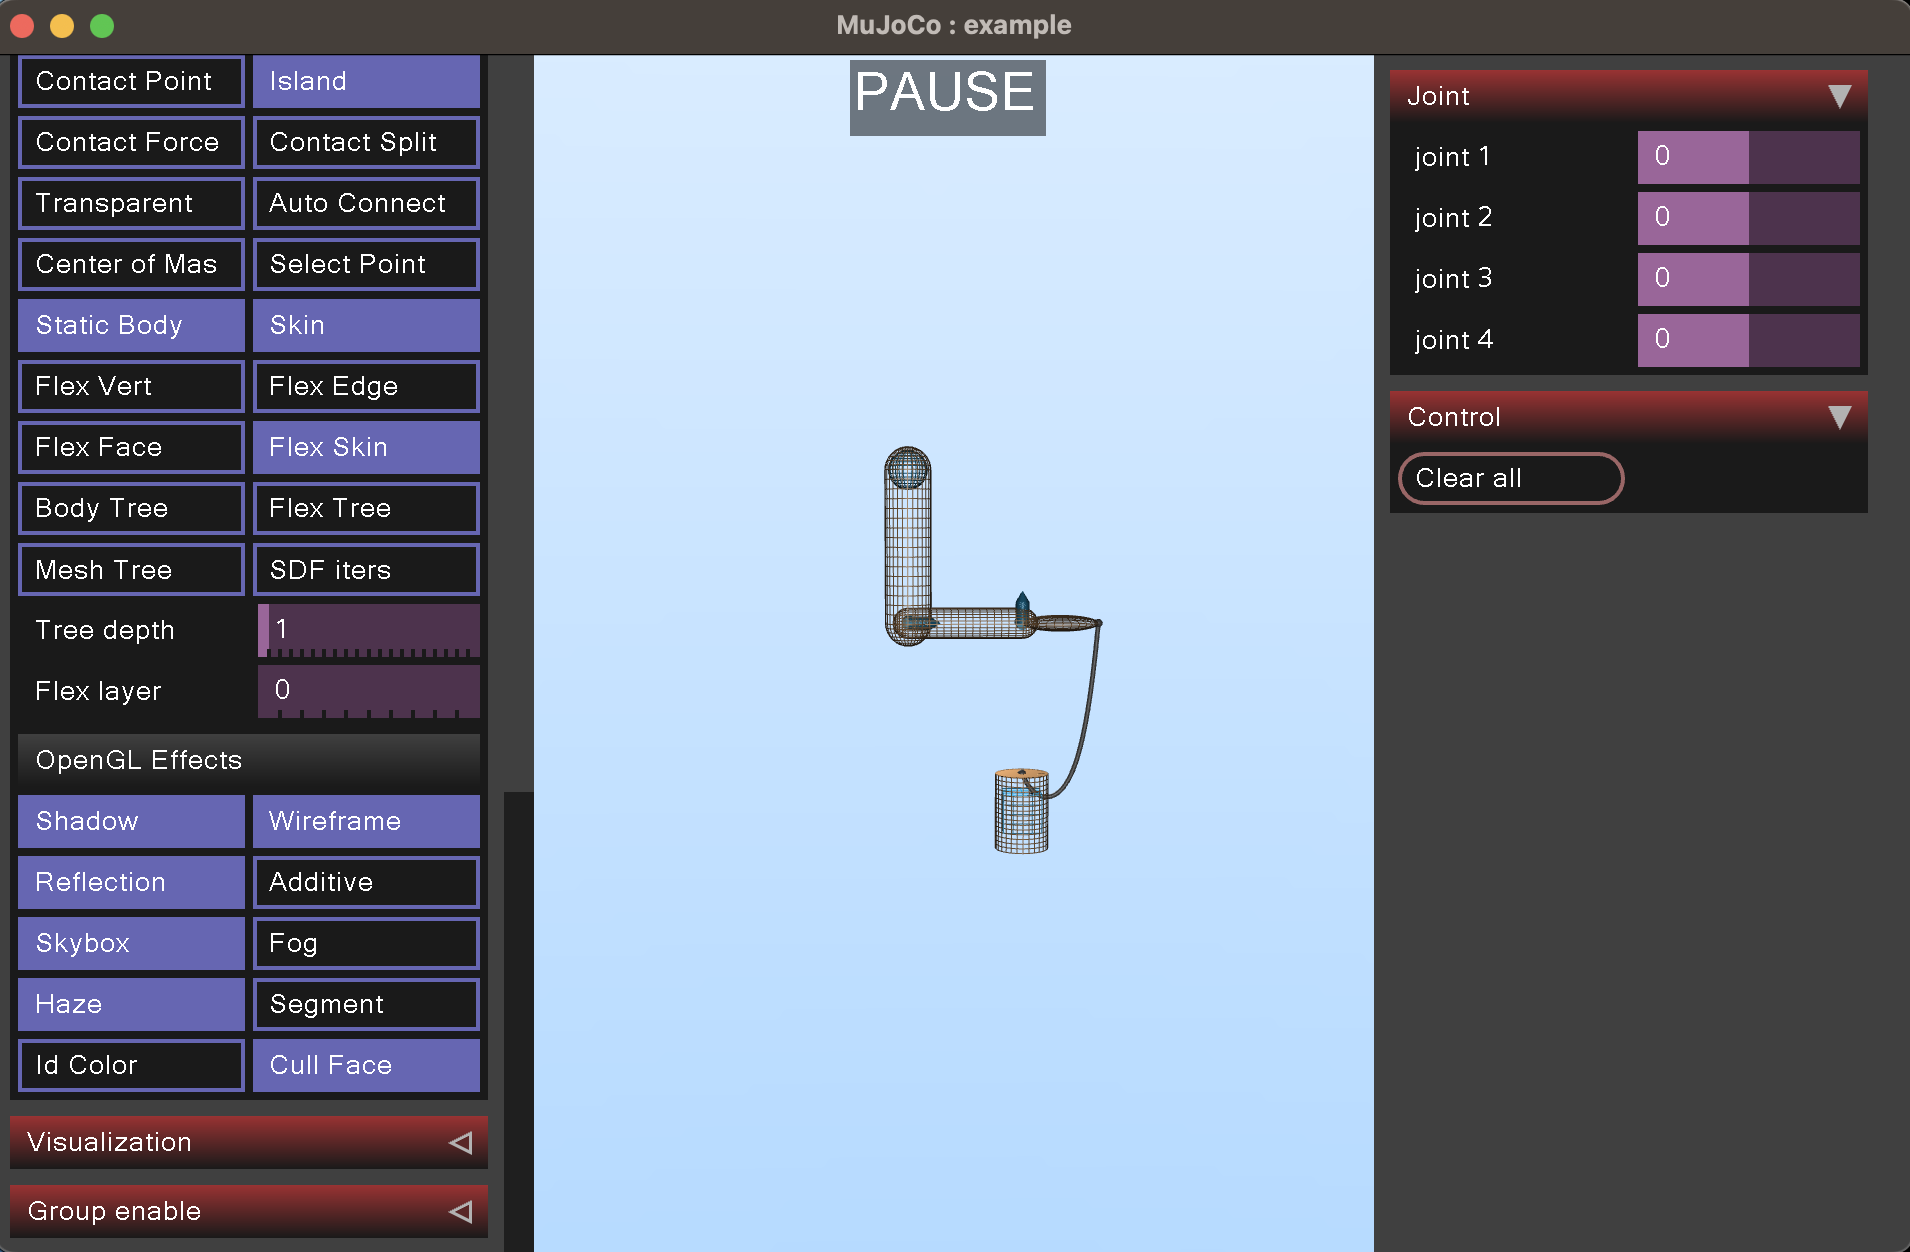 MuJoCo : example
Contact Point
Island
Contact Force
Contact Split
Transparent
Auto Connect
Center of Mas
Select Point
Static Body
Skin
Flex Vert
Flex Edge
Flex Face
Flex Skin
Body Tree
Flex Tree
Mesh Tree
SDF iters
Tree depth
1
Flex layer
0
OpenGL Effects
Shadow
Wireframe
Reflection
Additive
Skybox
Fog
Haze
Segment
Id Color
Cull Face
Visualization
Group enable
PAUSE
Joint
joint 1
0
joint 2
0
joint 3
0
joint 4
0
Control
Clear all